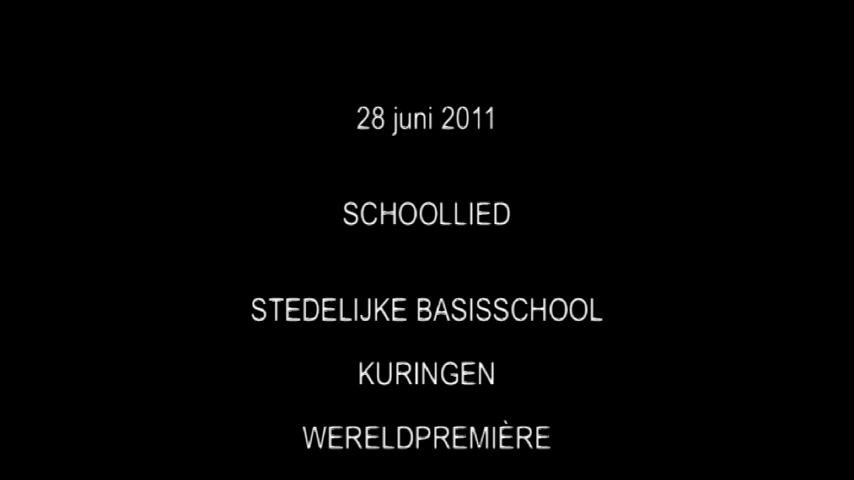 28 juni 2011
SCHOOLLIED
STEDELIJKE BASISSCHOOL
KURINGEN
WERELDPREMIÈRE